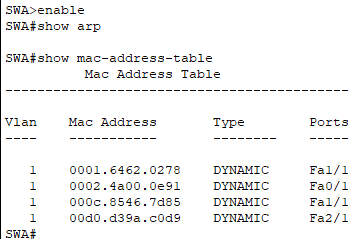 SWA>enable
SWA#show arp
SWA#show mac-address-table
          Mac Address Table
-------------------------------------------
Vlan    Mac Address       Type        Ports
----    -----------       --------    -----
   1    0001.6462.0278    DYNAMIC     Fa1/1
   1    0002.4a00.0e91    DYNAMIC     Fa0/1
   1    000c.8546.7d85    DYNAMIC     Fa1/1
   1    00d0.d39a.c0d9    DYNAMIC     Fa2/1
SWA#